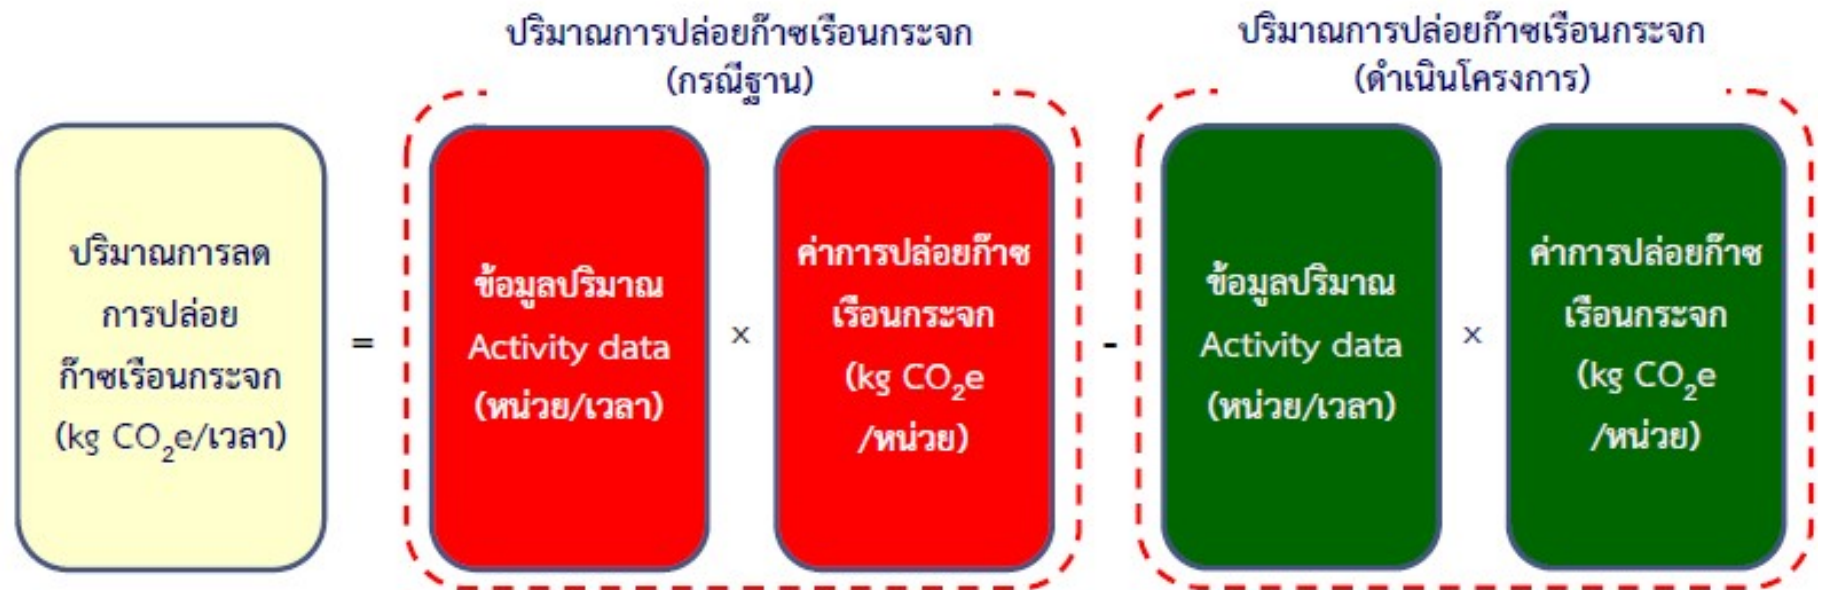 ปริมาณการปล่อยก๊าซเรือนกระจก
(กรณีฐาน)
ปริมาณการปล่อยก๊าซเรือนกระจก
(ดำเนินโครงการ)
ปริมาณการลด
การปล่อย
ก๊าซเรือนกระจก
(kg CO₂e/เวลา)
=
ข้อมูลปริมาณ
Activity data
(หน่วย/เวลา)
x
ค่าการปล่อยก๊าซ
เรือนกระจก
(kg CO₂e
/หน่วย)
-
ข้อมูลปริมาณ
Activity data
(หน่วย/เวลา)
x
ค่าการปล่อยก๊าซ
เรือนกระจก
(kg CO₂e
/หน่วย)